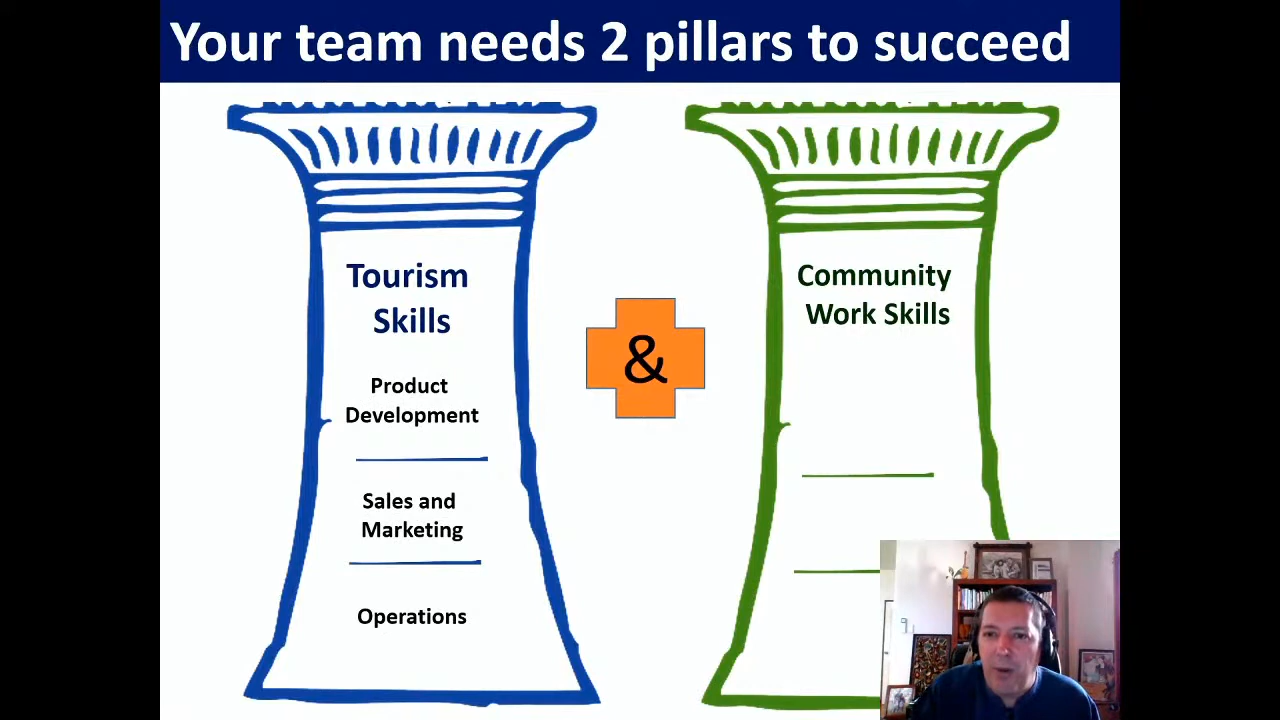 Your team needs 2 pillars to succeed
Tourism
Skills
Product
Development
Sales and
Marketing
Operations
&
Community
Work Skills